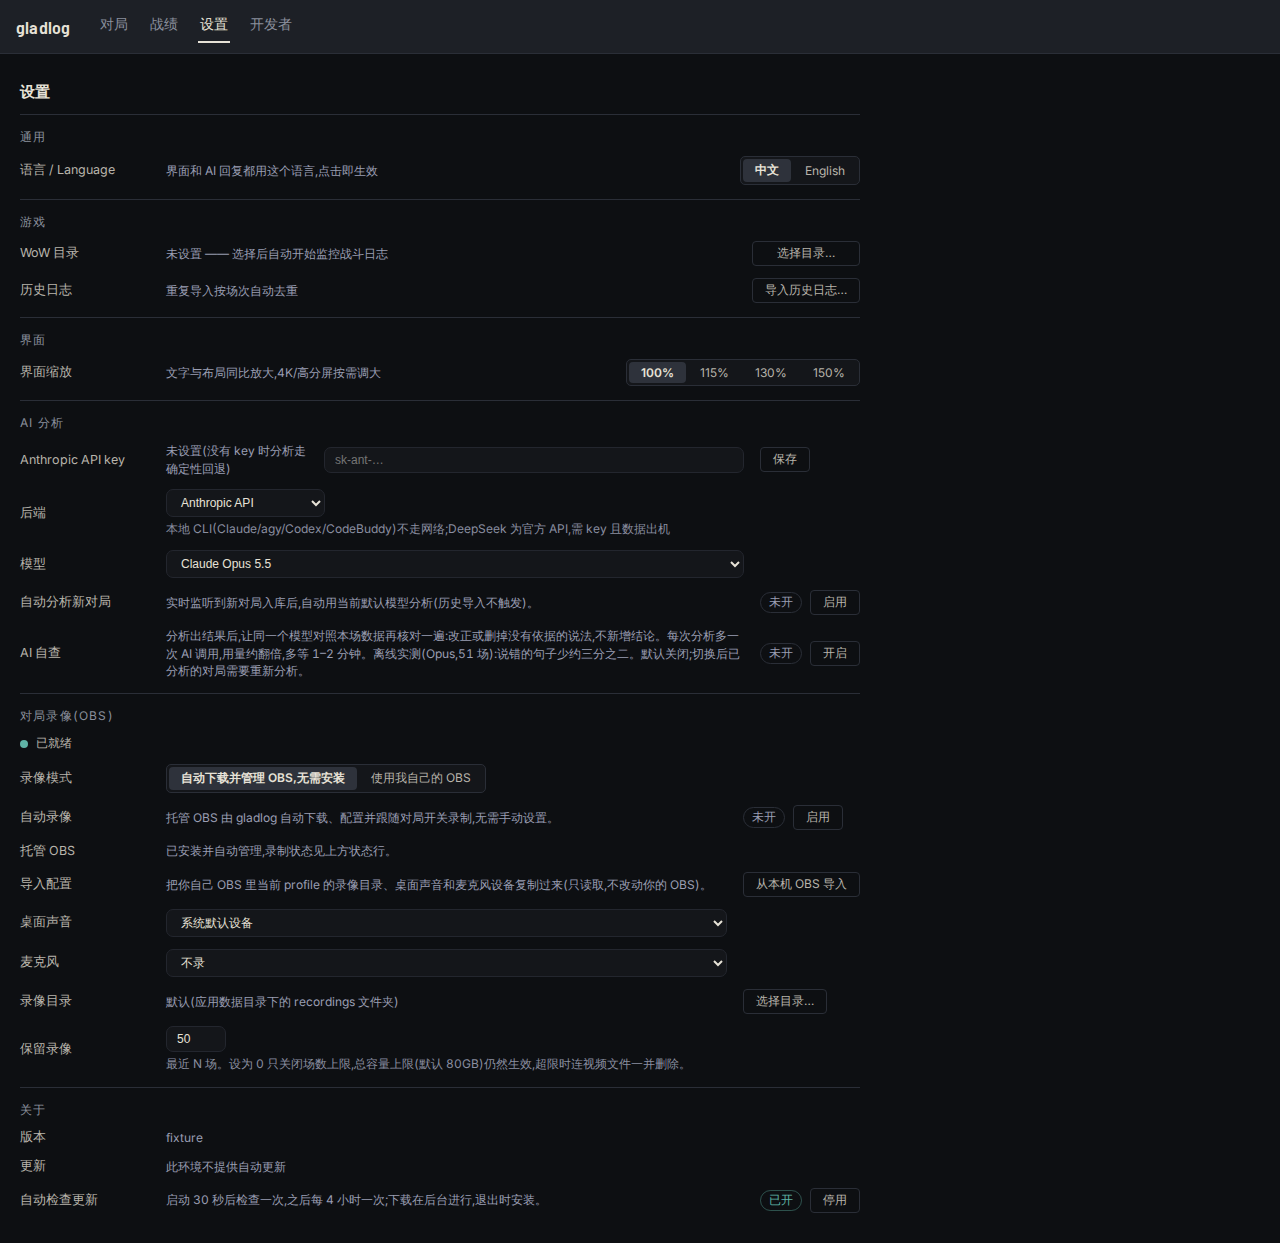 gladlog 对局 战绩 设置 开发者
设置
通用
语言 / Language 界面和 AI 回复都用这个语言,点击即生效 中文 English
游戏
WoW 目录 未设置 —— 选择后自动开始监控战斗日志 选择目录...
历史日志 重复导入按场次自动去重 导入历史日志...
界面
界面缩放 文字与布局同比放大,4K/高分屏按需调大 100% 115% 130% 150%
AI 分析
Anthropic API key 未设置(没有 key 时分析走 sk-ant-... 保存
确定性回退)
后端 Anthropic API
本地 CLI(Claude/agy/Codex/CodeBuddy)不走网络;DeepSeek 为官方 API,需 key 且数据出机
模型 Claude Opus 5.5
自动分析新对局 实时监听到新对局入库后,自动用当前默认模型分析(历史导入不触发)。 未开 启用
分析出结果后,让同一个模型对照本场数据再核对一遍:改正或删掉没有依据的说法,不新增结论。每次分析多一
AI 自查 次 AI 调用,用量约翻倍,多等 1–2 分钟。离线实测(Opus,51 场):说错的句子少约三分之二。默认关闭;切换后已 未开 开启
分析的对局需要重新分析。
对局录像(OBS)
已就绪
录像模式 自动下载并管理 OBS,无需安装 使用我自己的 OBS
自动录像 托管 OBS 由 gladlog 自动下载、配置并跟随对局开关录制,无需手动设置。 未开 启用
托管 OBS 已安装并自动管理,录制状态见上方状态行。
导入配置 把你自己 OBS 里当前 profile 的录像目录、桌面声音和麦克风设备复制过来(只读取,不改动你的 OBS)。 从本机 OBS 导入
桌面声音 系统默认设备
麦克风 不录
录像目录 默认(应用数据目录下的 recordings 文件夹) 选择目录...
保留录像 50
最近 N 场。设为 0 只关闭场数上限,总容量上限(默认 80GB)仍然生效,超限时连视频文件一并删除。
关于
版本 fixture
更新 此环境不提供自动更新
自动检查更新 启动 30 秒后检查一次,之后每 4 小时一次;下载在后台进行,退出时安装。 已开 停用